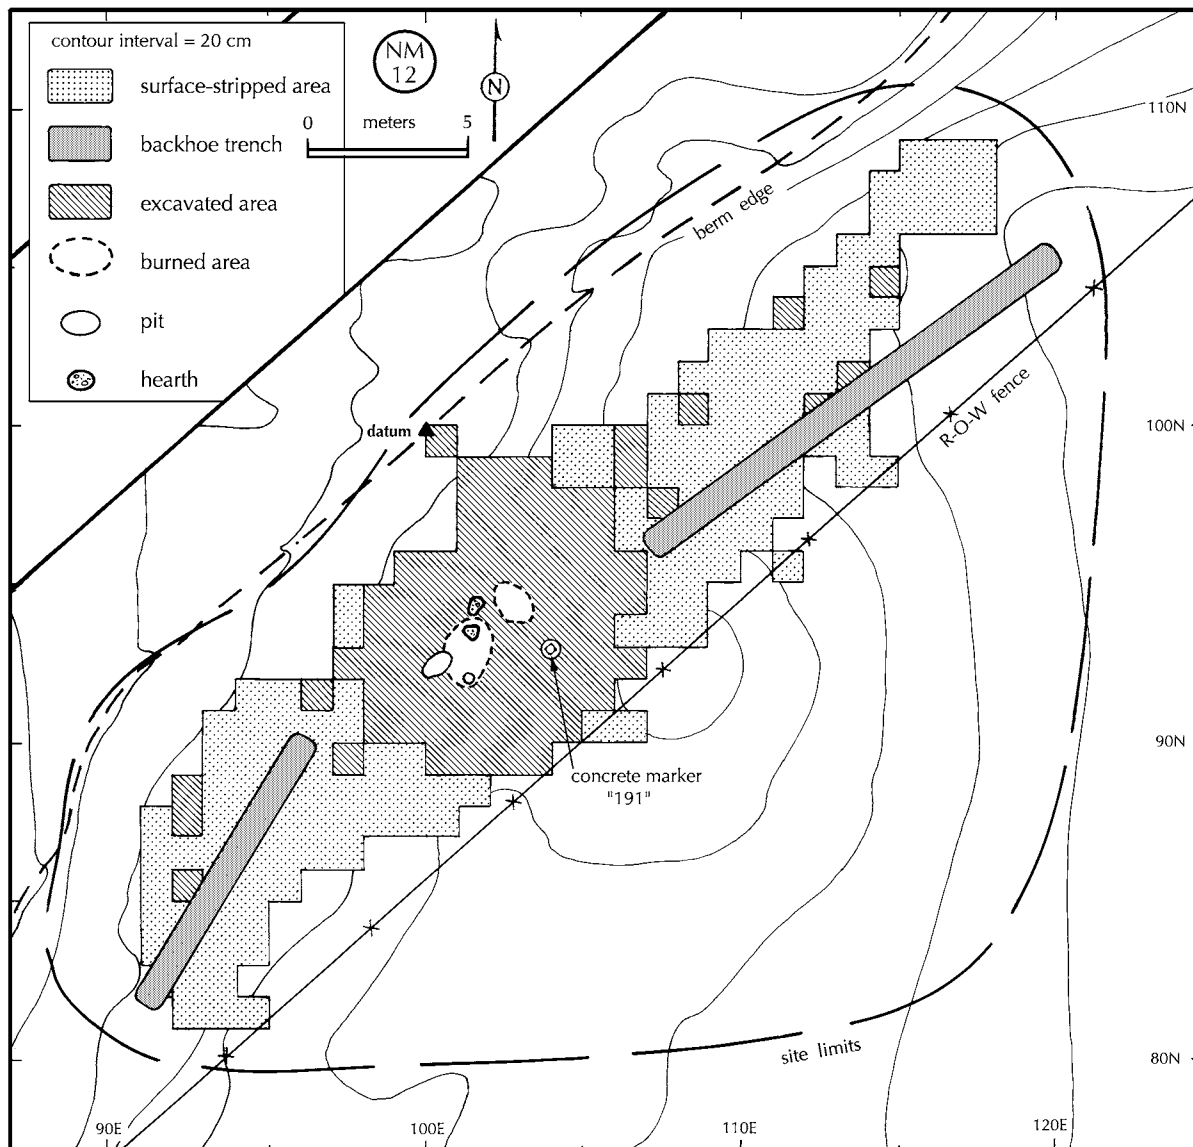 contour interval = 20 cm
surface-stripped area
backhoe trench
excavated area
burned area
pit
hearth
NM
12
N
0 meters 5
110N
berm edge
R-O-W fence
datum
100N
90N
concrete marker
"191"
site limits
80N
90E
100E
110E
120E